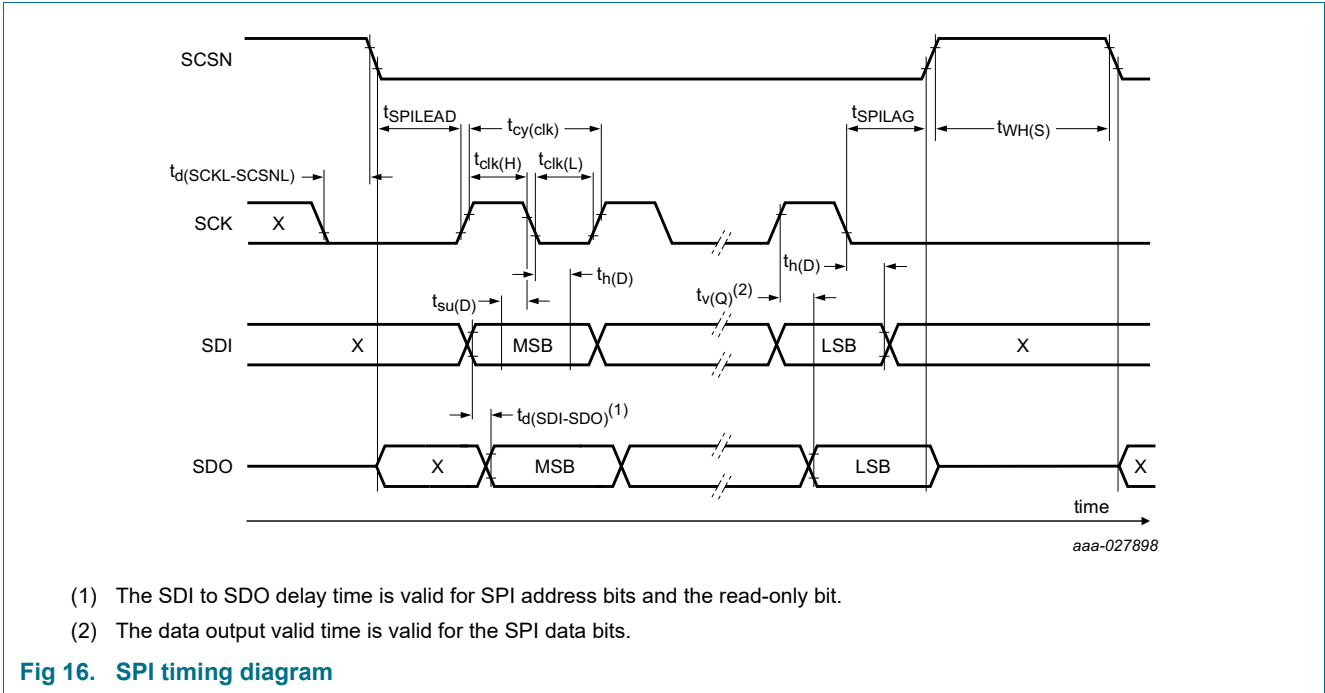 SCSN
tSPILEAD
tcy(clk)
tSPILAG
tWH(S)
tclk(H)
tclk(L)
td(SCKL-SCSNL)
SCK
X
th(D)
th(D)
tsu(D)
tv(Q)(2)
SDI
X
MSB
LSB
X
td(SDI-SDO)(1)
SDO
X
MSB
LSB
X
time
aaa-027898
(1) The SDI to SDO delay time is valid for SPI address bits and the read-only bit.
(2) The data output valid time is valid for the SPI data bits.
Fig 16. SPI timing diagram